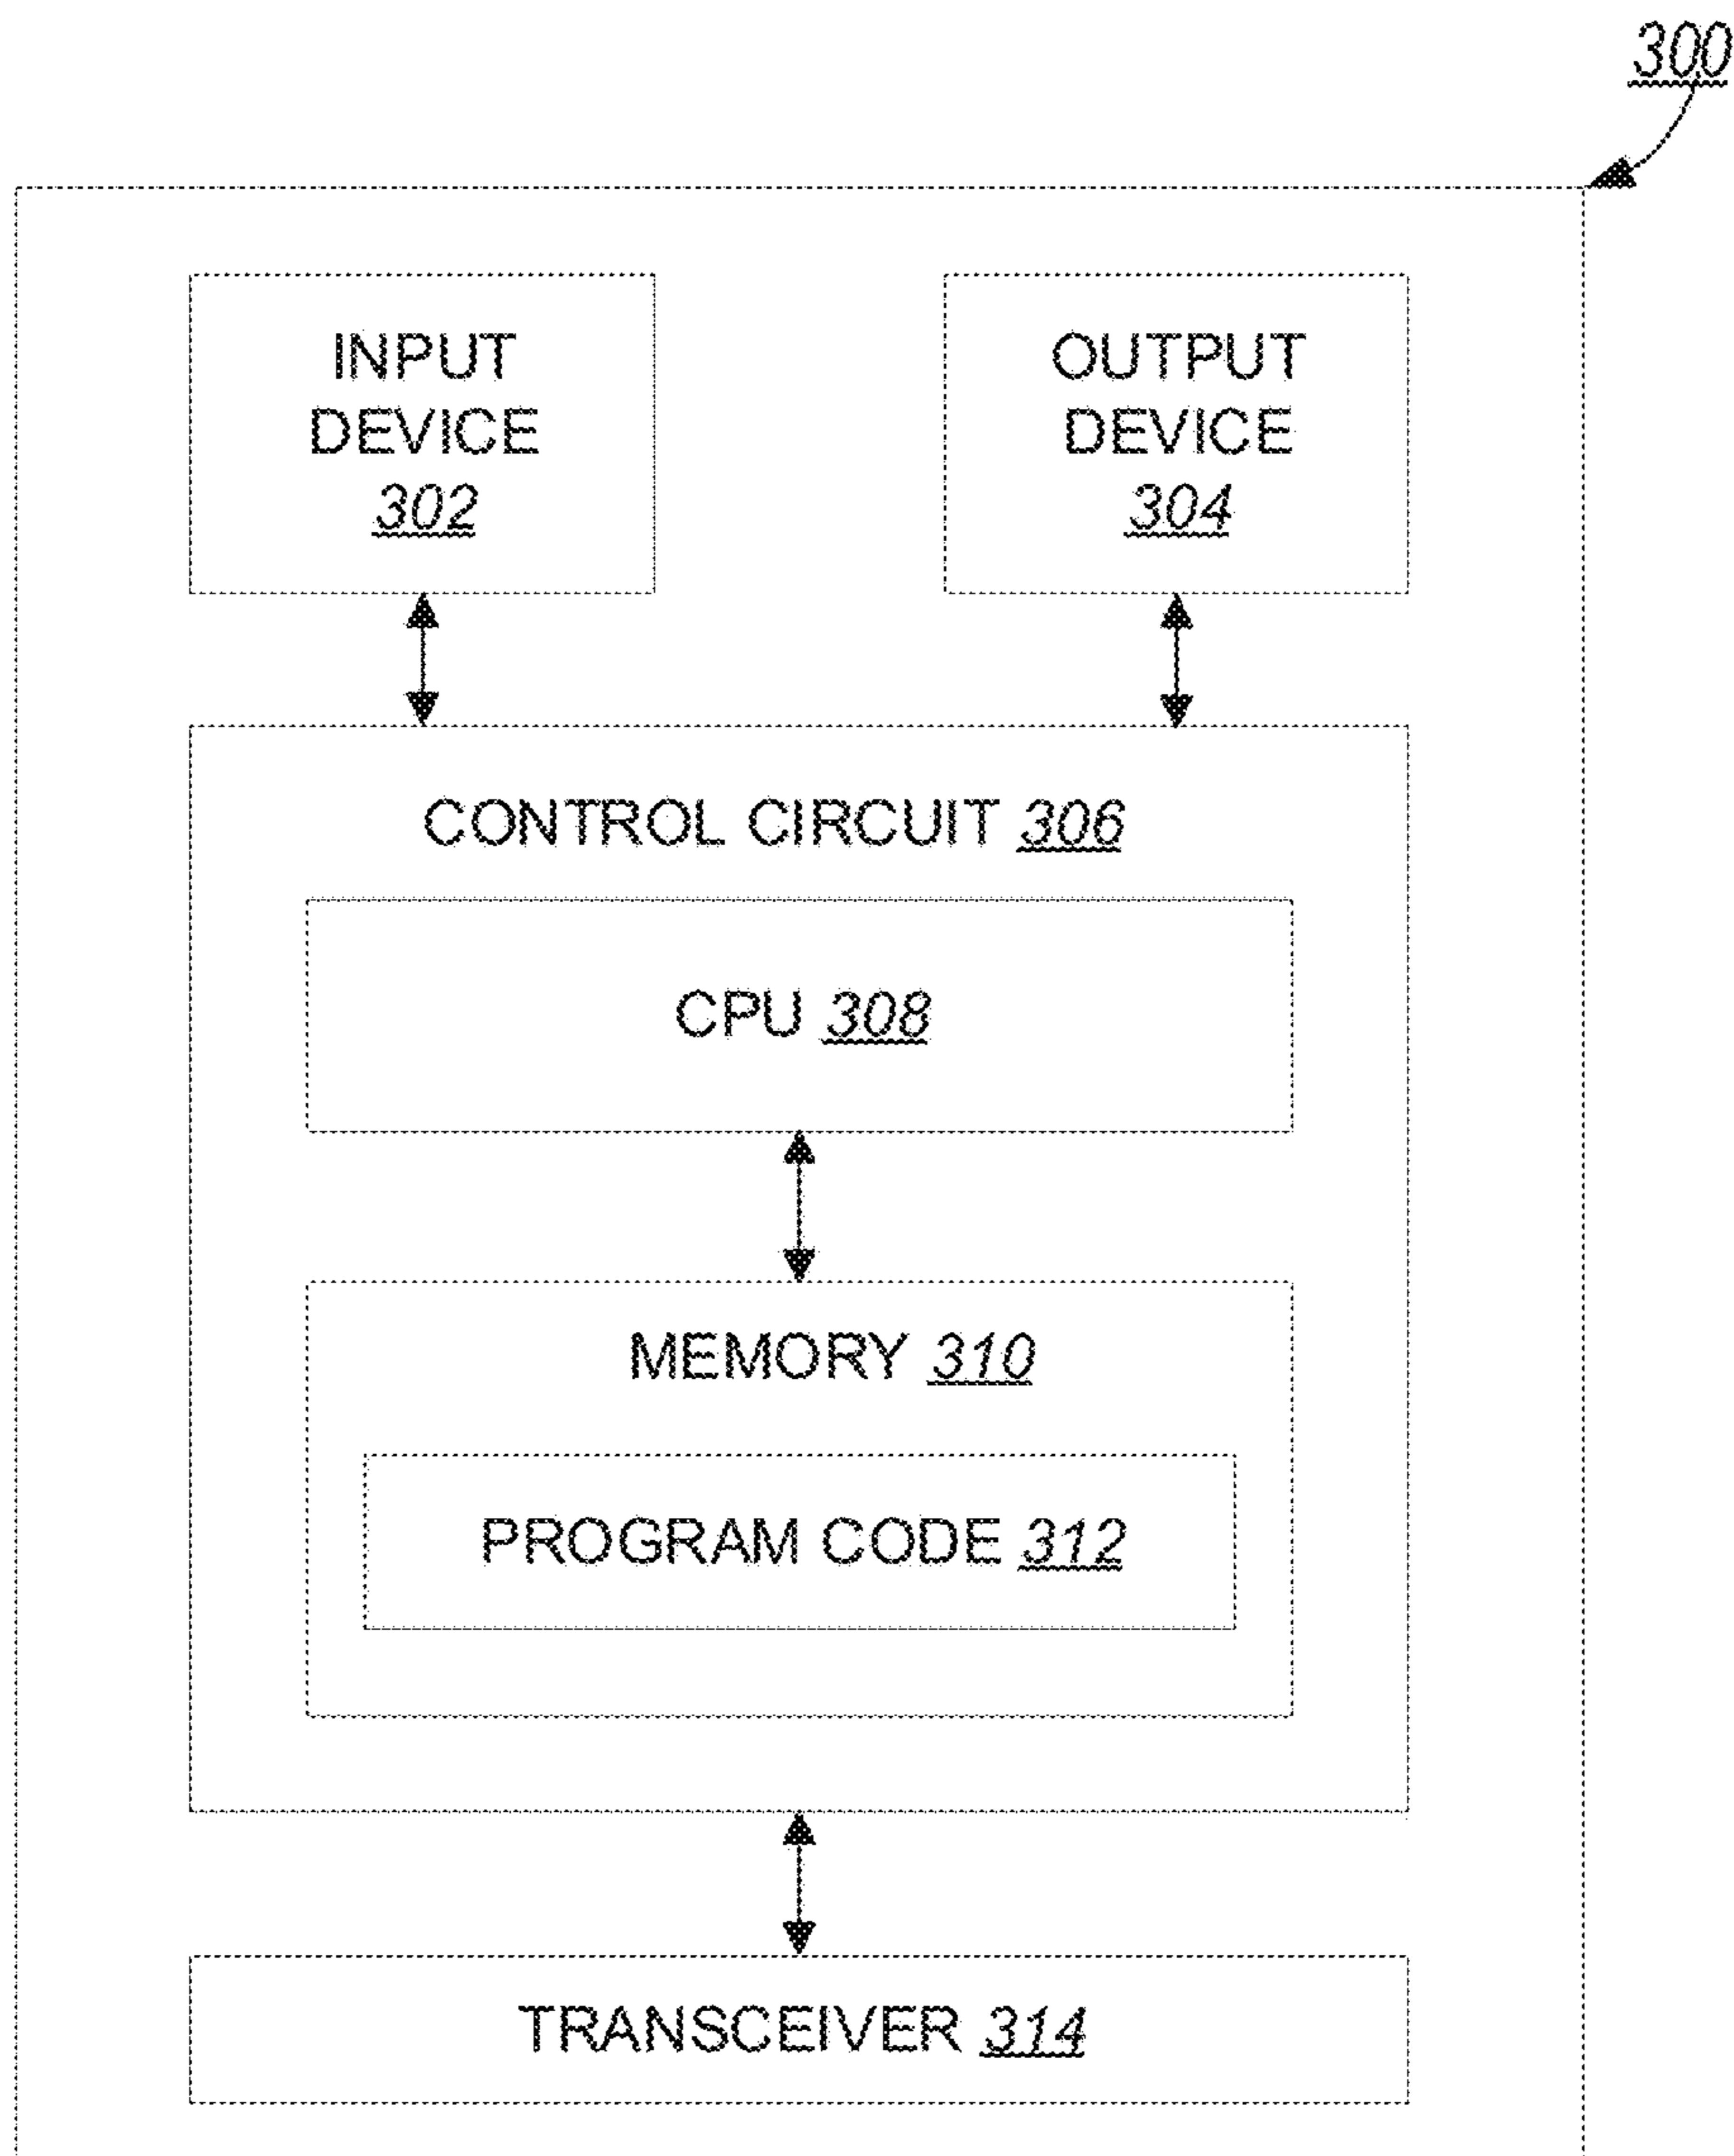 300
INPUT
DEVICE
302
OUTPUT
DEVICE
304
CONTROL CIRCUIT 306
CPU 308
MEMORY 310
PROGRAM CODE 312
TRANSCEIVER 314